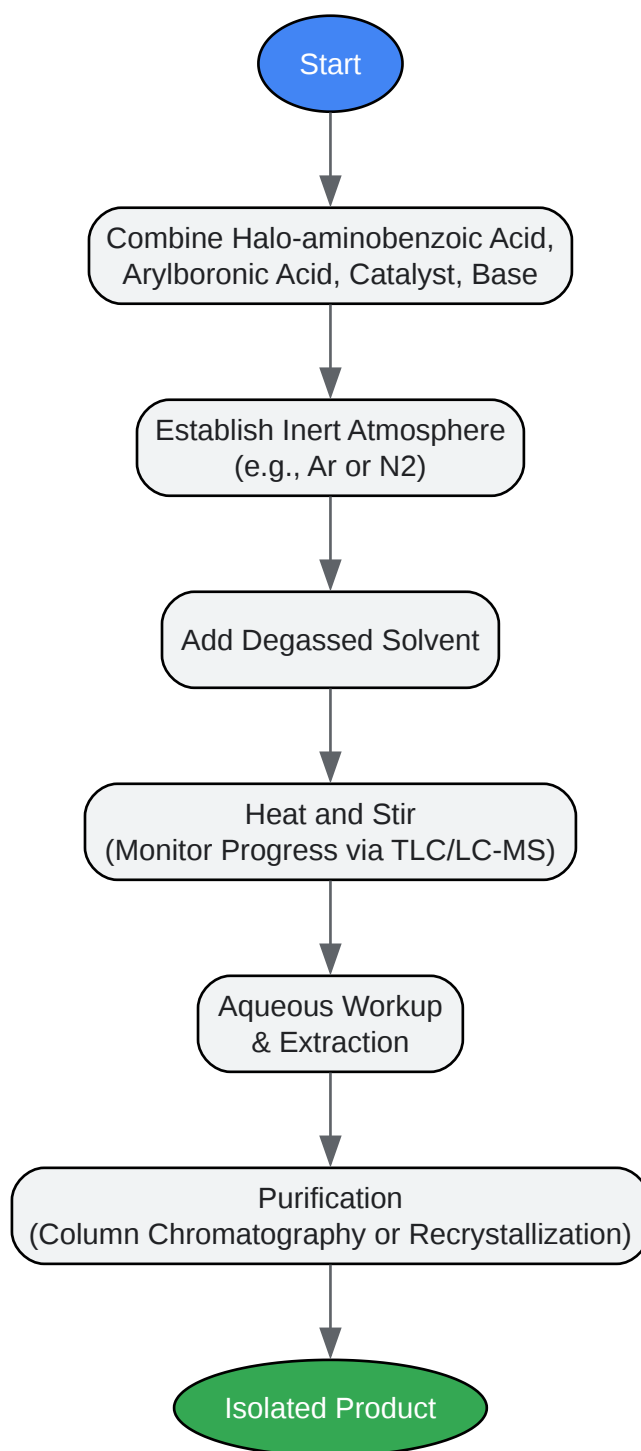 Start
Combine Halo-aminobenzoic Acid,
Arylboronic Acid, Catalyst, Base
Establish Inert Atmosphere
(e.g., Ar or N2)
Add Degassed Solvent
Heat and Stir
(Monitor Progress via TLC/LC-MS)
Aqueous Workup
& Extraction
Purification
(Column Chromatography or Recrystallization)
Isolated Product